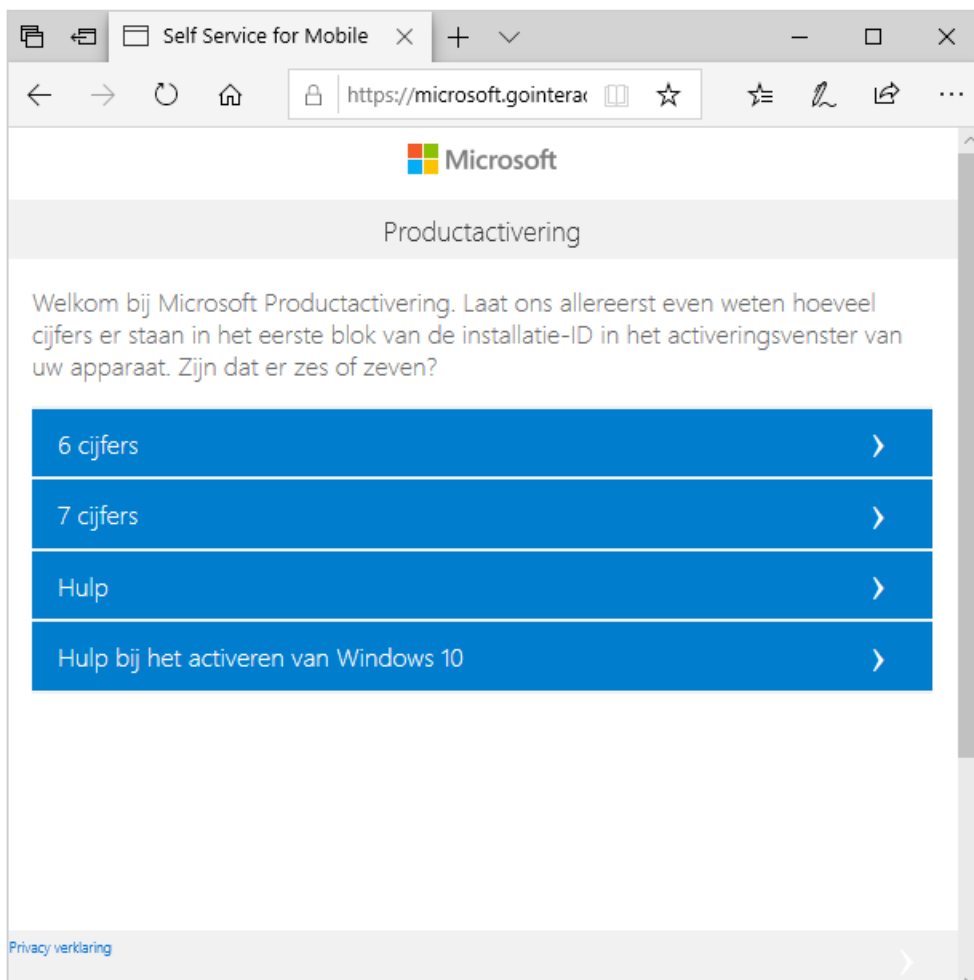 Self Service for Mobile
https://microsoft.gointerac
Microsoft
Productactivering
Welkom bij Microsoft Productactivering. Laat ons allereerst even weten hoeveel
cijfers er staan in het eerste blok van de installatie-ID in het activeringsvenster van
uw apparaat. Zijn dat er zes of zeven?
6 cijfers
7 cijfers
Hulp
Hulp bij het activeren van Windows 10
Privacy verklaring